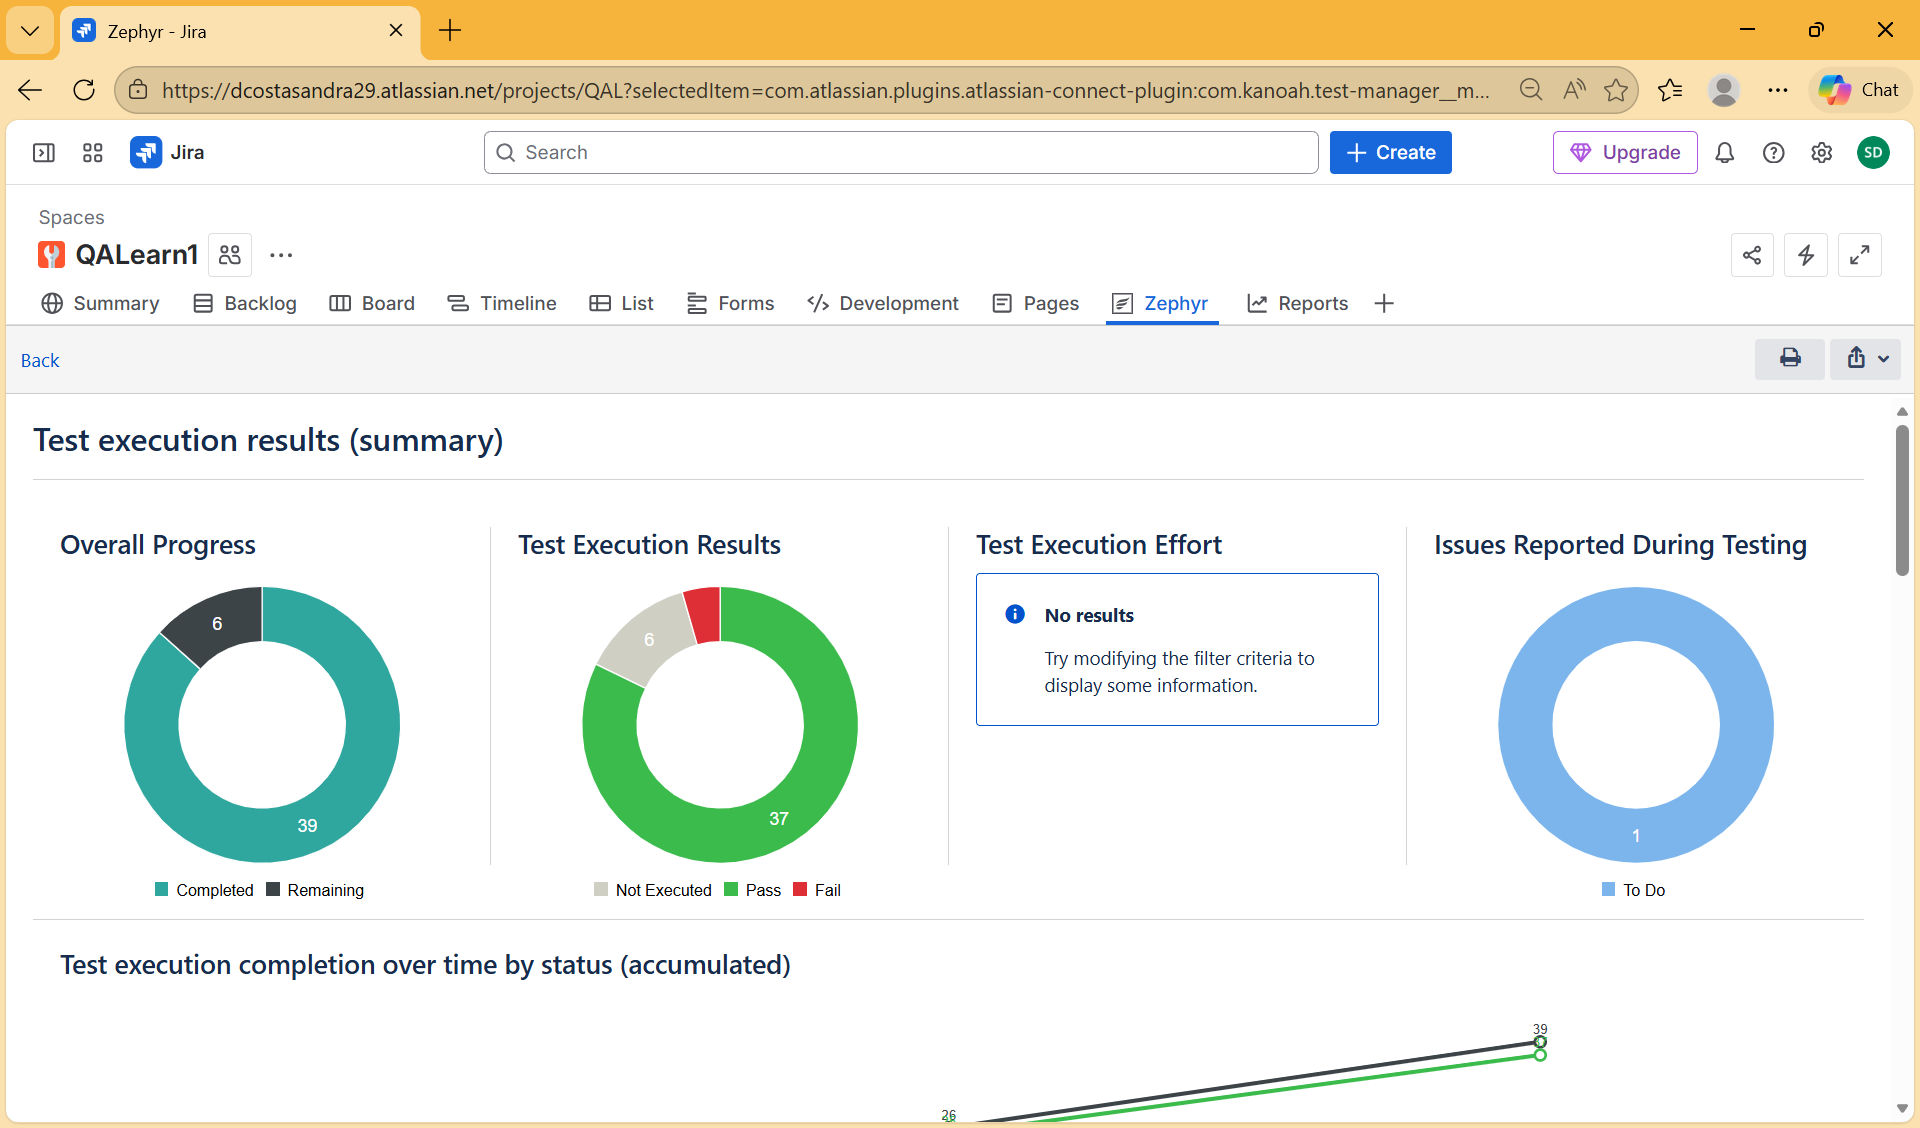 Zephyr - Jira
https://dcostasandra29.atlassian.net/projects/QAL?selectedItem=com.atlassian.plugins.atlassian-connect-plugin:com.kanoah.test-manager__m...
Chat
Jira
Search
Create
Upgrade
SD
Spaces
QALearn1
Summary
Backlog
Board
Timeline
List
Forms
Development
Pages
Zephyr
Reports
Back
Test execution results (summary)
Overall Progress
6
39
Completed
Remaining
Test Execution Results
6
37
Not Executed
Pass
Fail
Test Execution Effort
No results
Try modifying the filter criteria to
display some information.
Issues Reported During Testing
1
To Do
Test execution completion over time by status (accumulated)
39
26